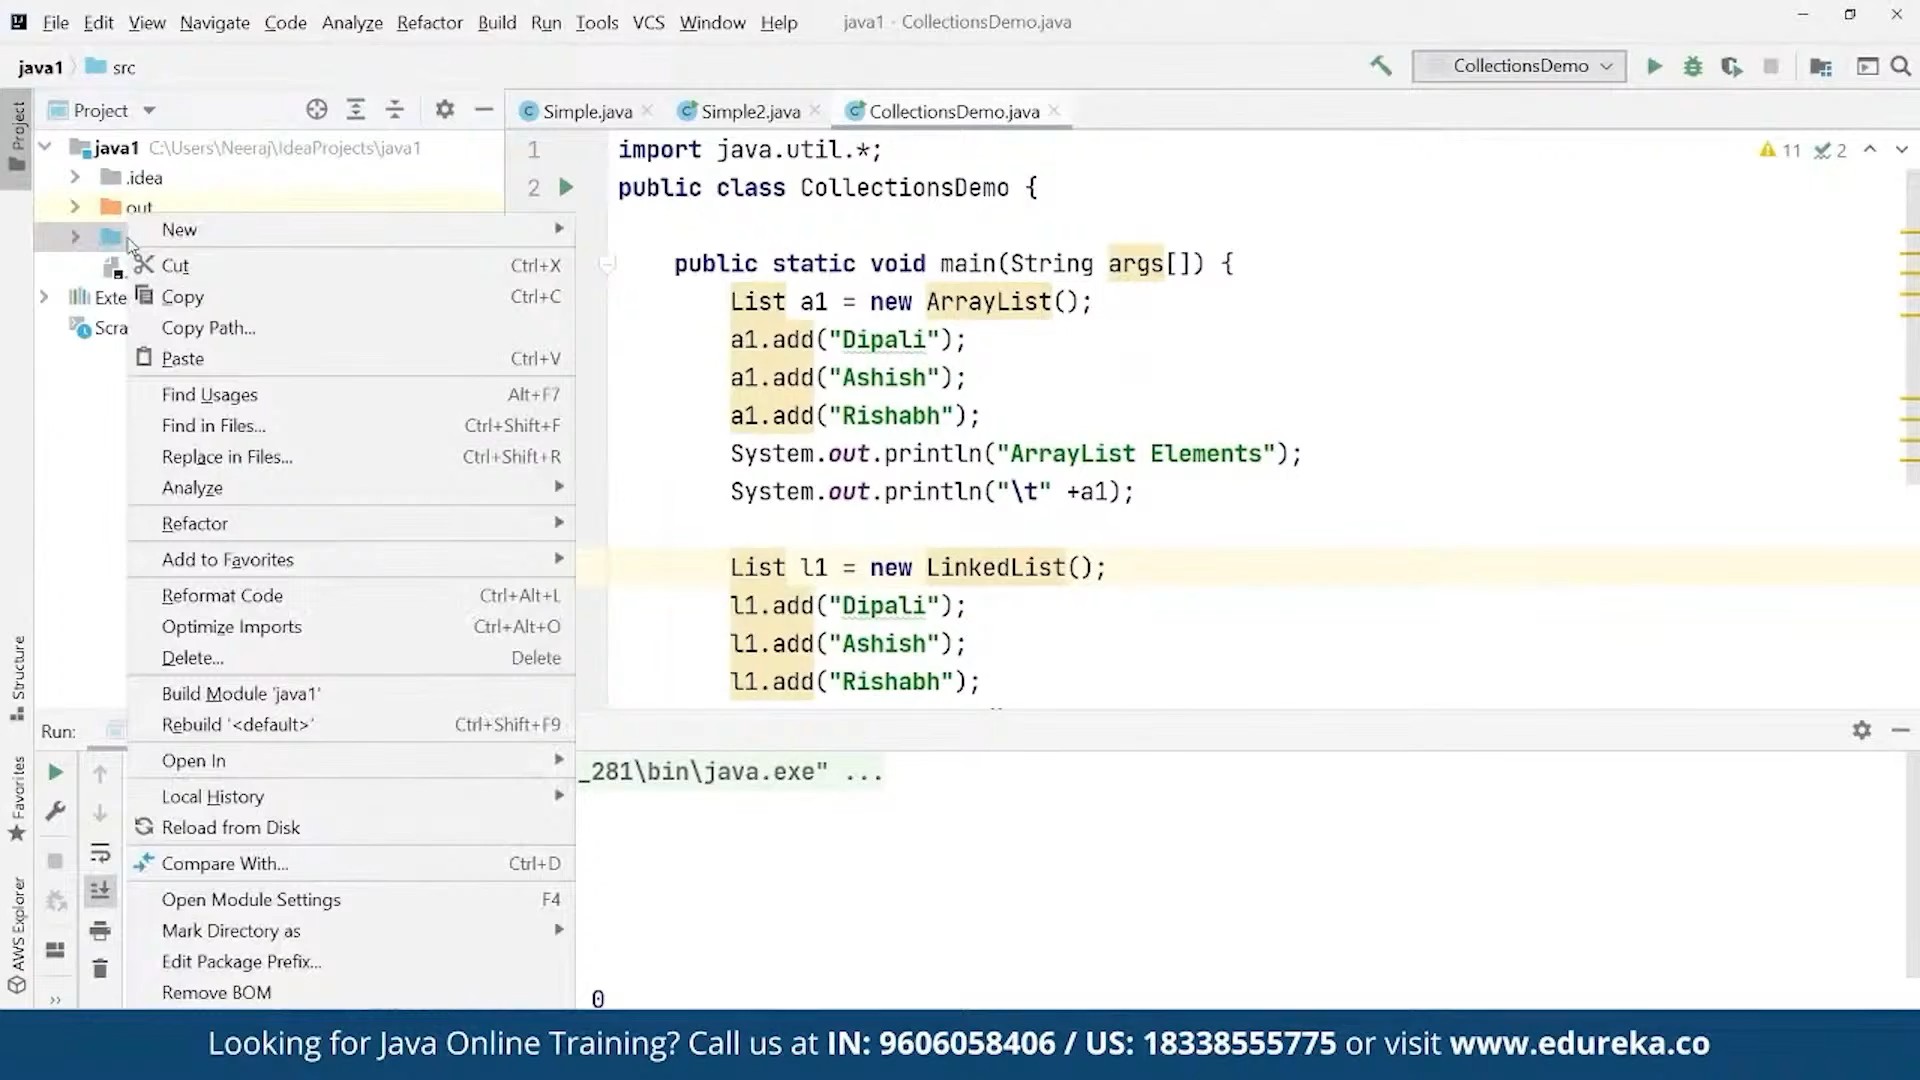 File Edit View Navigate Code Analyze Refactor Build Run Tools VCS Window Help java1 - CollectionsDemo.java
java1 src CollectionsDemo
Project
Project
java1 C:\Users\Neeraj\IdeaProjects\java1
.idea
out
Exte
Scra
New
Cut Ctrl+X
Copy Ctrl+C
Copy Path...
Paste Ctrl+V
Find Usages Alt+F7
Find in Files... Ctrl+Shift+F
Replace in Files... Ctrl+Shift+R
Analyze
Refactor
Add to Favorites
Reformat Code Ctrl+Alt+L
Optimize Imports Ctrl+Alt+O
Delete... Delete
Build Module 'java1'
Rebuild '<default>' Ctrl+Shift+F9
Open In
Local History
Reload from Disk
Compare With... Ctrl+D
Open Module Settings F4
Mark Directory as
Edit Package Prefix...
Remove BOM
Simple.java Simple2.java CollectionsDemo.java
11 2
1 import java.util.*;
2 public class CollectionsDemo {
public static void main(String args[]) {
List a1 = new ArrayList();
a1.add("Dipali");
a1.add("Ashish");
a1.add("Rishabh");
System.out.println("ArrayList Elements");
System.out.println("\t" +a1);
List l1 = new LinkedList();
l1.add("Dipali");
l1.add("Ashish");
l1.add("Rishabh");
Structure
Favorites
AWS Explorer
Run:
_281\bin\java.exe" ...
0
Looking for Java Online Training? Call us at IN: 9606058406 / US: 18338555775 or visit www.edureka.co